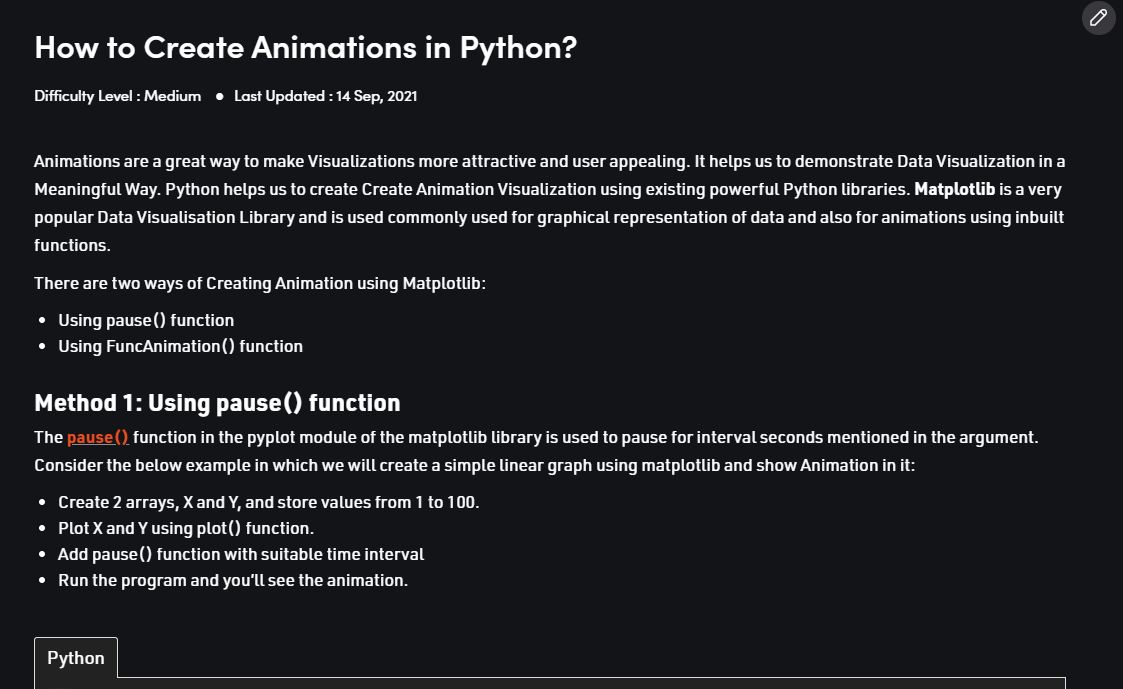 How to Create Animations in Python?
Difficulty Level : Medium ● Last Updated : 14 Sep, 2021
Animations are a great way to make Visualizations more attractive and user appealing. It helps us to demonstrate Data Visualization in a
Meaningful Way. Python helps us to create Create Animation Visualization using existing powerful Python libraries. Matplotlib is a very
popular Data Visualisation Library and is used commonly used for graphical representation of data and also for animations using inbuilt
functions.
There are two ways of Creating Animation using Matplotlib:
• Using pause() function
• Using FuncAnimation() function
Method 1: Using pause() function
The pause() function in the pyplot module of the matplotlib library is used to pause for interval seconds mentioned in the argument.
Consider the below example in which we will create a simple linear graph using matplotlib and show Animation in it:
• Create 2 arrays, X and Y, and store values from 1 to 100.
• Plot X and Y using plot() function.
• Add pause() function with suitable time interval
• Run the program and you'll see the animation.
Python